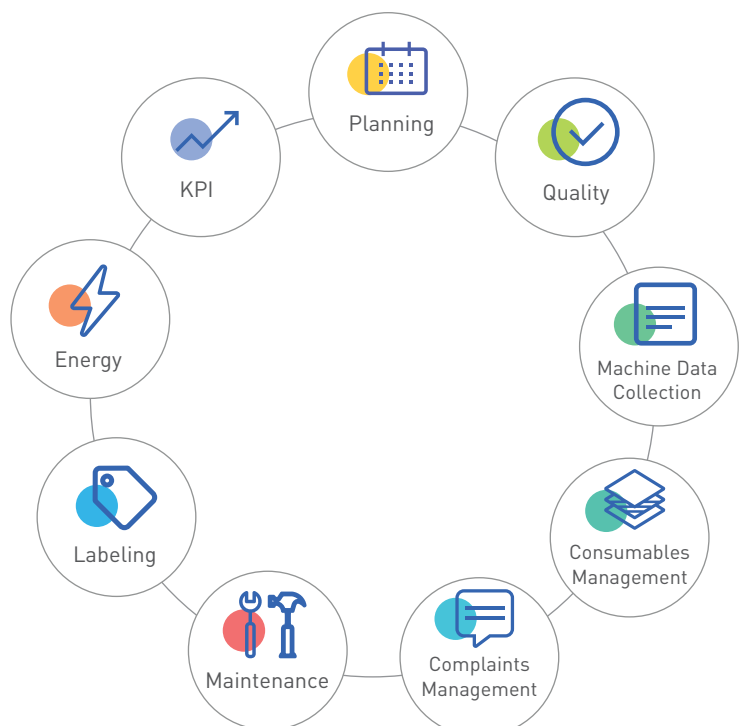 Planning
Quality
Machine Data
Collection
Consumables
Management
Complaints
Management
Maintenance
Labeling
Energy
KPI